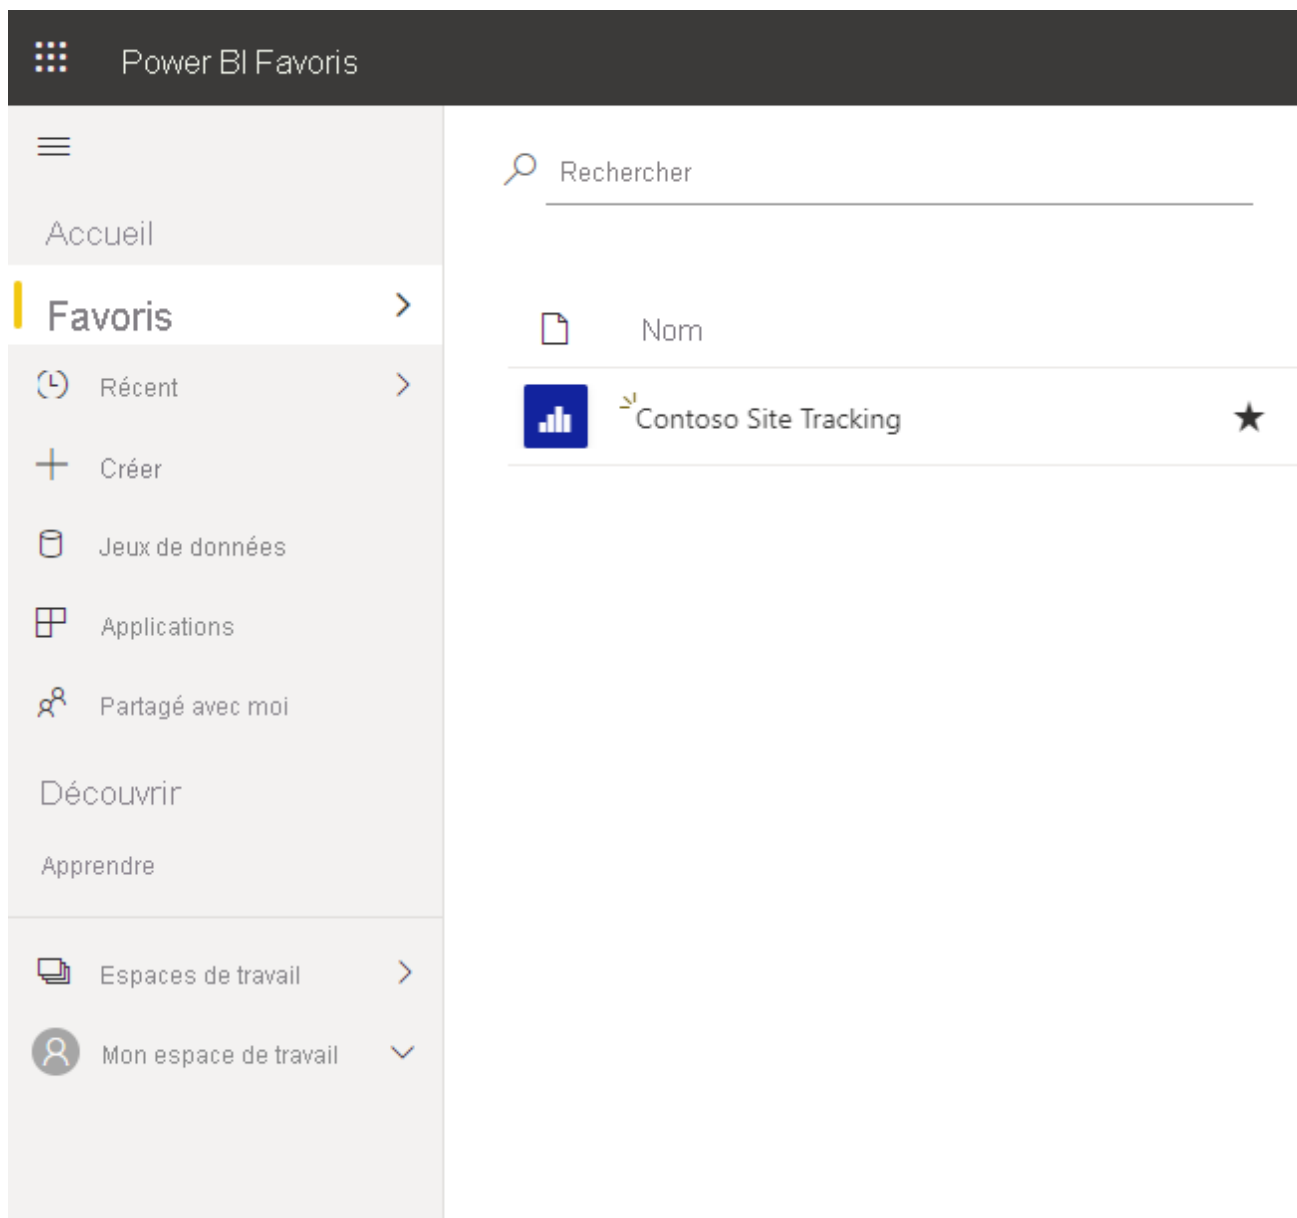 Power BI Favoris
Rechercher
Accueil
Favoris
Récent
Créer
Jeux de données
Applications
Partagé avec moi
Découvrir
Apprendre
Espaces de travail
Mon espace de travail
Nom
Contoso Site Tracking